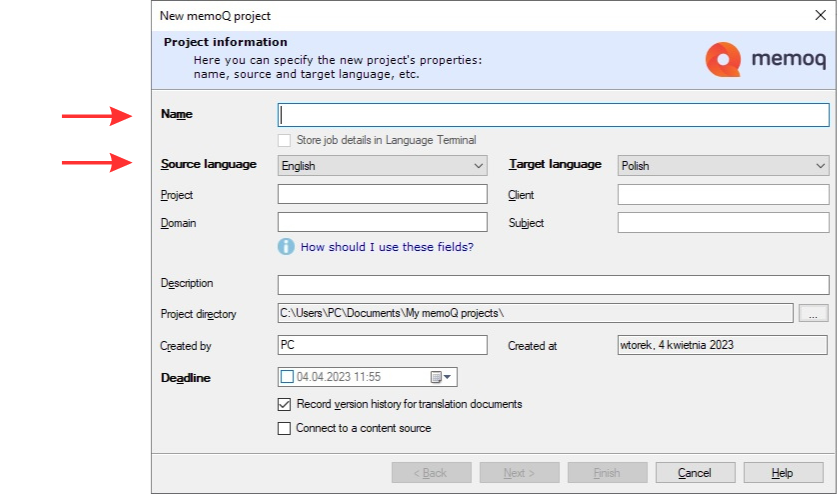 New memoQ project
Project information
Here you can specify the new project's properties:
name, source and target language, etc.
memoq
Name
Store job details in Language Terminal
Source language English Target language Polish
Project Client
Domain Subject
How should I use these fields?
Description
Project directory C:\Users\PC\Documents\My memoQ projects\ ...
Created by PC Created at wtorek, 4 kwietnia 2023
Deadline 04.04.2023 11:55
Record version history for translation documents
Connect to a content source
< Back Next > Finish Cancel Help